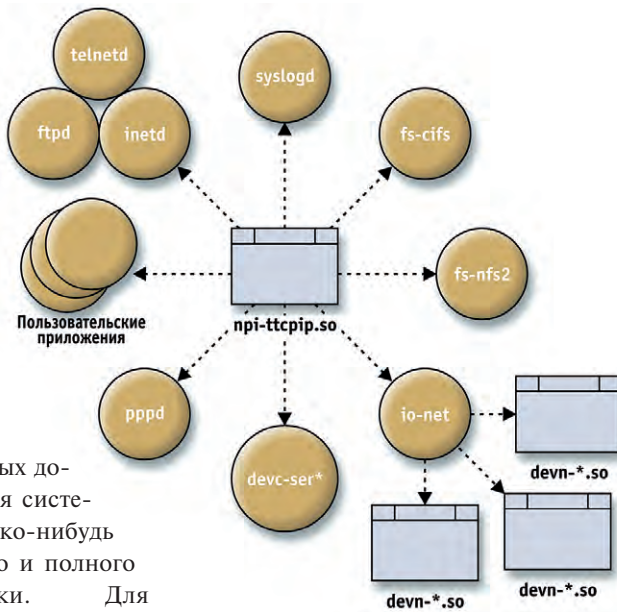 telnetd
syslogd
ftpd
inetd
fs-cifs
fs-nfs2
npi-ttcpip.so
Пользовательские
приложения
pppd
devc-ser*
io-net
devn-*.so
devn-*.so
devn-*.so
ых до-
я систе-
ко-нибудь
о и полного
ки. Для